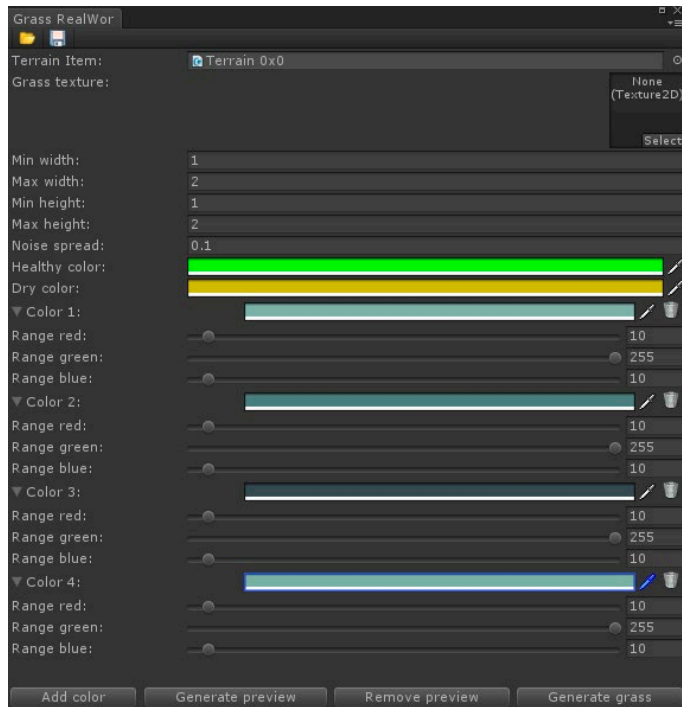 Grass RealWor
Terrain Item: Terrain 0x0
Grass texture: None
(Texture2D)
Select
Min width: 1
Max width: 2
Min height: 1
Max height: 2
Noise spread: 0.1
Healthy color:
Dry color:
Color 1:
Range red: 10
Range green: 255
Range blue: 10
Color 2:
Range red: 10
Range green: 255
Range blue: 10
Color 3:
Range red: 10
Range green: 255
Range blue: 10
Color 4:
Range red: 10
Range green: 255
Range blue: 10
Add color Generate preview Remove preview Generate grass